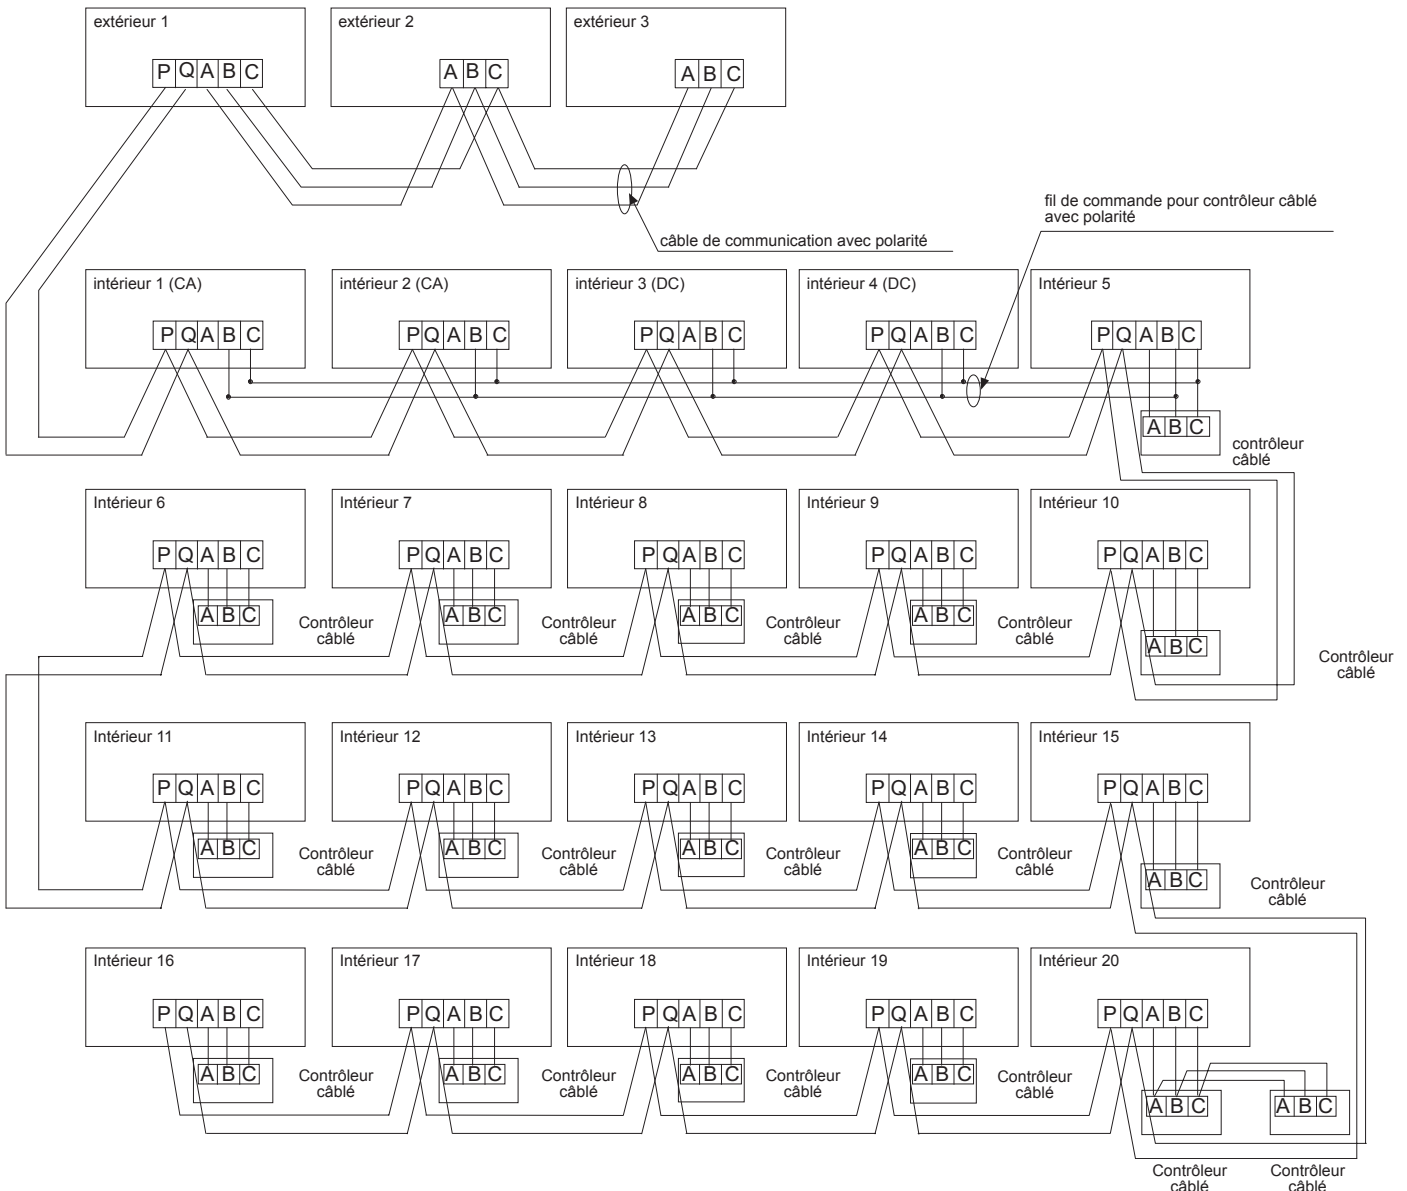 extérieur 1
extérieur 2
extérieur 3
P Q A B C
A B C
A B C
fil de commande pour contrôleur câblé
avec polarité
câble de communication avec polarité
intérieur 1 (CA)
intérieur 2 (CA)
intérieur 3 (DC)
intérieur 4 (DC)
Intérieur 5
P Q A B C
P Q A B C
P Q A B C
P Q A B C
P Q A B C
A B C
contrôleur
câblé
Intérieur 6
Intérieur 7
Intérieur 8
Intérieur 9
Intérieur 10
P Q A B C
P Q A B C
P Q A B C
P Q A B C
P Q A B C
A B C
Contrôleur
câblé
A B C
Contrôleur
câblé
A B C
Contrôleur
câblé
A B C
Contrôleur
câblé
A B C
Contrôleur
câblé
Intérieur 11
Intérieur 12
Intérieur 13
Intérieur 14
Intérieur 15
P Q A B C
P Q A B C
P Q A B C
P Q A B C
P Q A B C
A B C
Contrôleur
câblé
A B C
Contrôleur
câblé
A B C
Contrôleur
câblé
A B C
Contrôleur
câblé
A B C
Contrôleur
câblé
Intérieur 16
Intérieur 17
Intérieur 18
Intérieur 19
Intérieur 20
P Q A B C
P Q A B C
P Q A B C
P Q A B C
P Q A B C
A B C
Contrôleur
câblé
A B C
Contrôleur
câblé
A B C
Contrôleur
câblé
A B C
Contrôleur
câblé
A B C
A B C
Contrôleur
câblé
Contrôleur
câblé